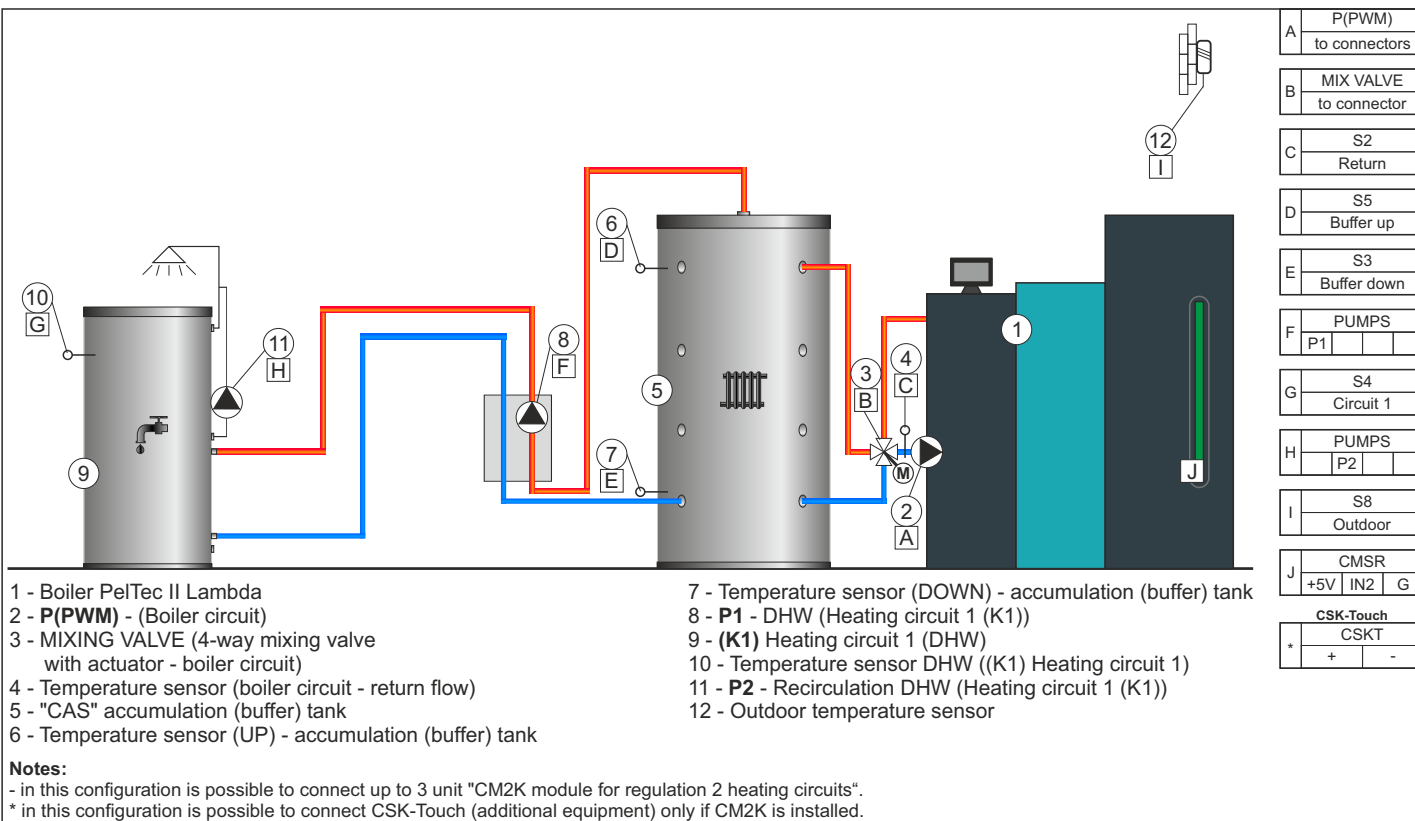 12
I
6
D
10
G
11
H
8
F
5
7
E
9
3
B
4
C
M
2
A
1
J
A P(PWM)
to connectors
B MIX VALVE
to connector
C S2
Return
D S5
Buffer up
E S3
Buffer down
F PUMPS
P1
G S4
Circuit 1
H PUMPS
P2
I S8
Outdoor
J CMSR
+5V IN2 G
CSK-Touch
* CSKT
+ -
1 - Boiler PelTec II Lambda
2 - P(PWM) - (Boiler circuit)
3 - MIXING VALVE (4-way mixing valve
with actuator - boiler circuit)
4 - Temperature sensor (boiler circuit - return flow)
5 - "CAS" accumulation (buffer) tank
6 - Temperature sensor (UP) - accumulation (buffer) tank
7 - Temperature sensor (DOWN) - accumulation (buffer) tank
8 - P1 - DHW (Heating circuit 1 (K1))
9 - (K1) Heating circuit 1 (DHW)
10 - Temperature sensor DHW ((K1) Heating circuit 1)
11 - P2 - Recirculation DHW (Heating circuit 1 (K1))
12 - Outdoor temperature sensor
Notes:
- in this configuration is possible to connect up to 3 unit "CM2K module for regulation 2 heating circuits“.
* in this configuration is possible to connect CSK-Touch (additional equipment) only if CM2K is installed.